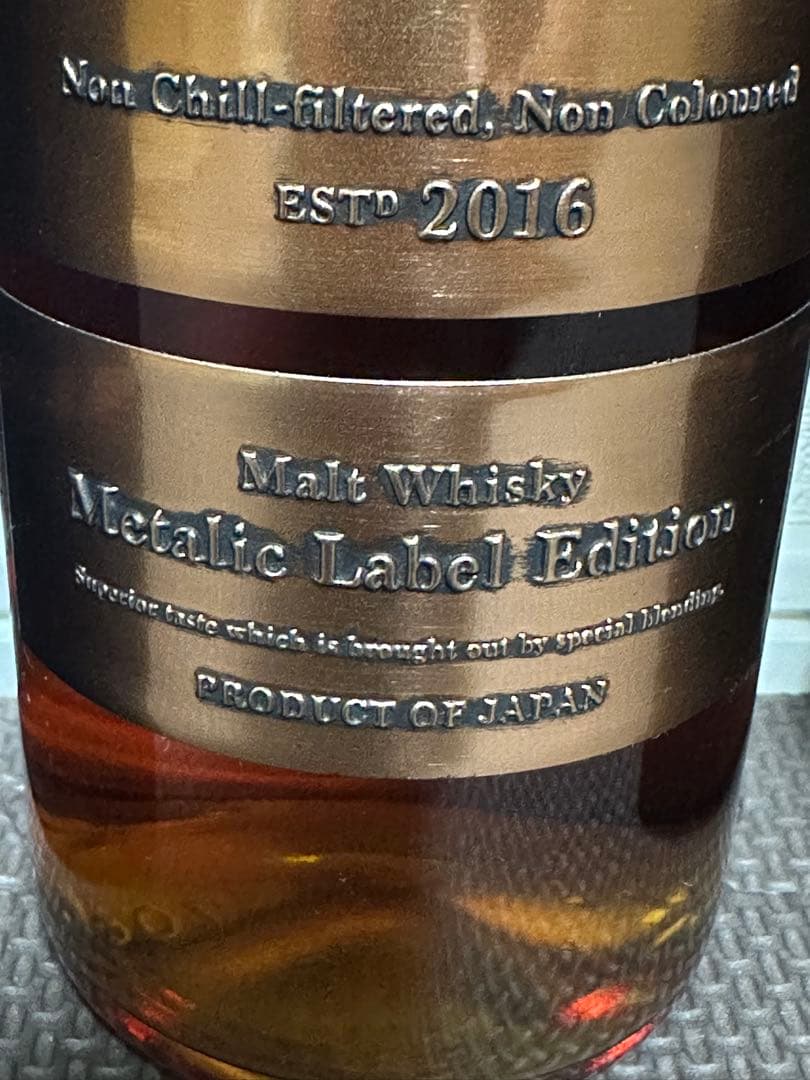 Non Chill-filtered, Non Coloured
ESTD 2016
Malt Whisky
Metalic Label Edition
Superior taste which is brought out by special blending.
PRODUCT OF JAPAN